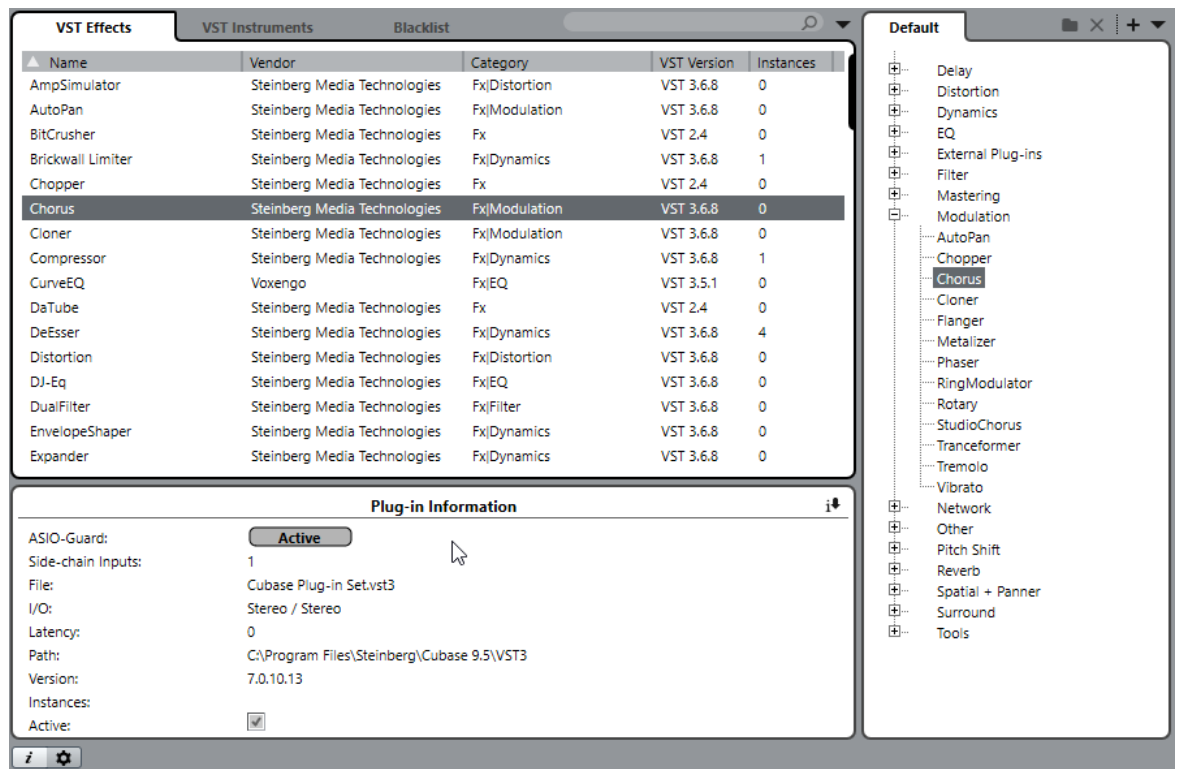 VST Effects VST Instruments Blacklist
Name Vendor Category VST Version Instances
AmpSimulator Steinberg Media Technologies Fx|Distortion VST 3.6.8 0
AutoPan Steinberg Media Technologies Fx|Modulation VST 3.6.8 0
BitCrusher Steinberg Media Technologies Fx VST 2.4 0
Brickwall Limiter Steinberg Media Technologies Fx|Dynamics VST 3.6.8 1
Chopper Steinberg Media Technologies Fx VST 2.4 0
Chorus Steinberg Media Technologies Fx|Modulation VST 3.6.8 0
Cloner Steinberg Media Technologies Fx|Modulation VST 3.6.8 0
Compressor Steinberg Media Technologies Fx|Dynamics VST 3.6.8 1
CurveEQ Voxengo Fx|EQ VST 3.5.1 0
DaTube Steinberg Media Technologies Fx VST 2.4 0
DeEsser Steinberg Media Technologies Fx|Dynamics VST 3.6.8 4
Distortion Steinberg Media Technologies Fx|Distortion VST 3.6.8 0
DJ-Eq Steinberg Media Technologies Fx|EQ VST 3.6.8 0
DualFilter Steinberg Media Technologies Fx|Filter VST 3.6.8 0
EnvelopeShaper Steinberg Media Technologies Fx|Dynamics VST 3.6.8 0
Expander Steinberg Media Technologies Fx|Dynamics VST 3.6.8 0
Plug-in Information
i
ASIO-Guard: Active
Side-chain Inputs: 1
File: Cubase Plug-in Set.vst3
I/O: Stereo / Stereo
Latency: 0
Path: C:\Program Files\Steinberg\Cubase 9.5\VST3
Version: 7.0.10.13
Instances:
Active:
i
Default
Delay
Distortion
Dynamics
EQ
External Plug-ins
Filter
Mastering
Modulation
AutoPan
Chopper
Chorus
Cloner
Flanger
Metalizer
Phaser
RingModulator
Rotary
StudioChorus
Tranceformer
Tremolo
Vibrato
Network
Other
Pitch Shift
Reverb
Spatial + Panner
Surround
Tools